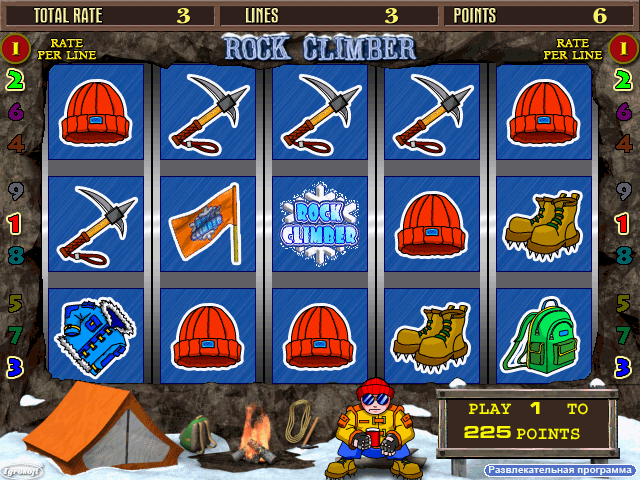 TOTAL RATE 3 LINES 3 POINTS 6
1 RATE PER LINE ROCK CLIMBER RATE PER LINE 1
2 2
6 6
4 4
9 9
1 ROCK CLIMBER 1
8 8
5 5
7 7
3 3
PLAY 1 TO
225 POINTS
Igrosoft Развлекательная программа